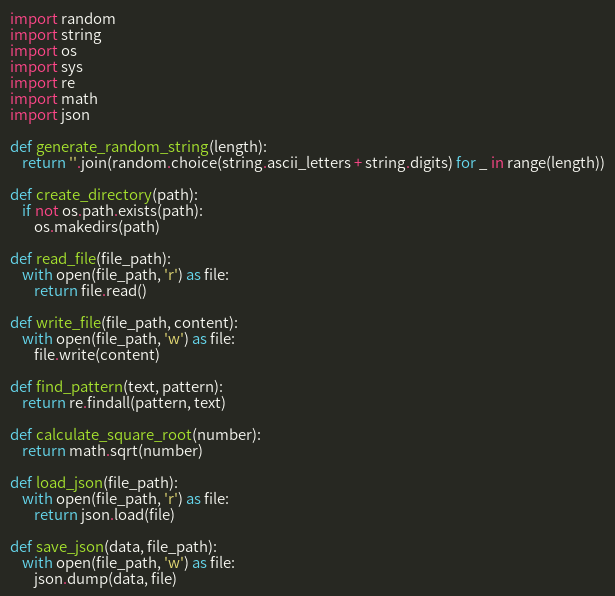 import random
import string
import os
import sys
import re
import math
import json

def generate_random_string(length):
    return ''.join(random.choice(string.ascii_letters + string.digits) for _ in range(length))

def create_directory(path):
    if not os.path.exists(path):
        os.makedirs(path)

def read_file(file_path):
    with open(file_path, 'r') as file:
        return file.read()

def write_file(file_path, content):
    with open(file_path, 'w') as file:
        file.write(content)

def find_pattern(text, pattern):
    return re.findall(pattern, text)

def calculate_square_root(number):
    return math.sqrt(number)

def load_json(file_path):
    with open(file_path, 'r') as file:
        return json.load(file)

def save_json(data, file_path):
    with open(file_path, 'w') as file:
        json.dump(data, file)